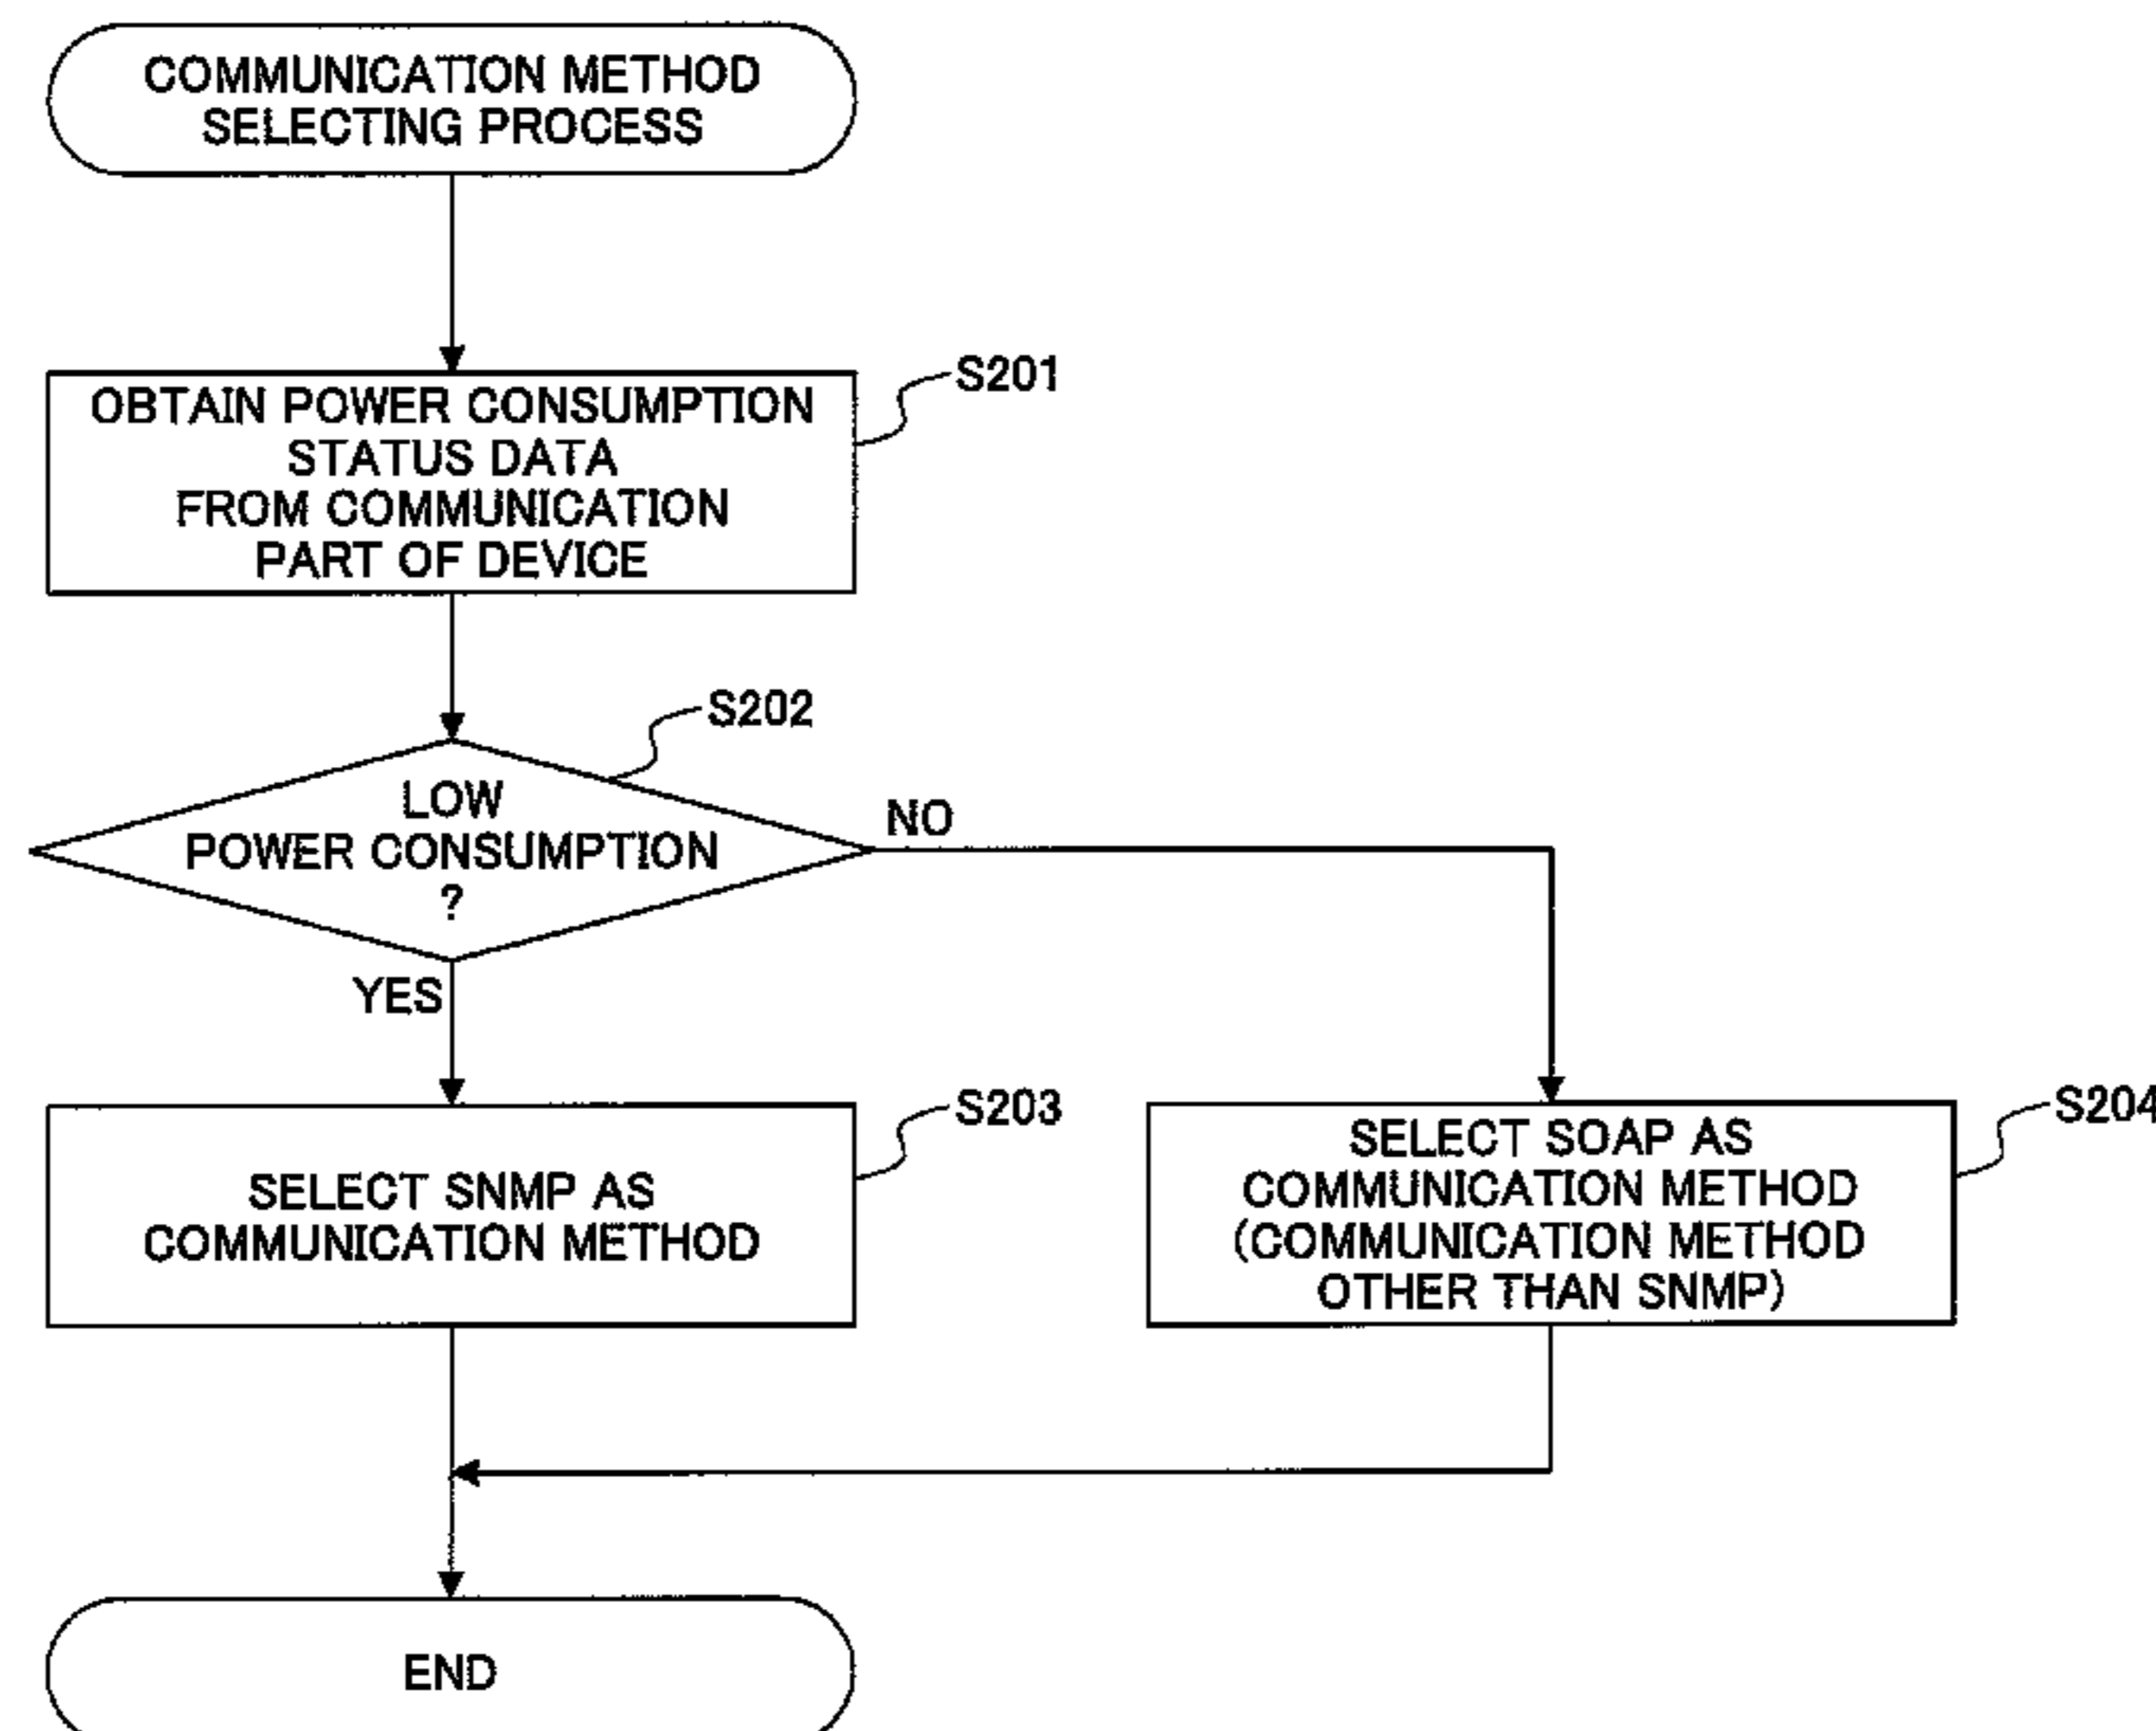 COMMUNICATION METHOD
SELECTING PROCESS
S201
OBTAIN POWER CONSUMPTION
STATUS DATA
FROM COMMUNICATION
PART OF DEVICE
S202
LOW
POWER CONSUMPTION
?
NO
YES
S203
SELECT SNMP AS
COMMUNICATION METHOD
S204
SELECT SOAP AS
COMMUNICATION METHOD
(COMMUNICATION METHOD
OTHER THAN SNMP)
END